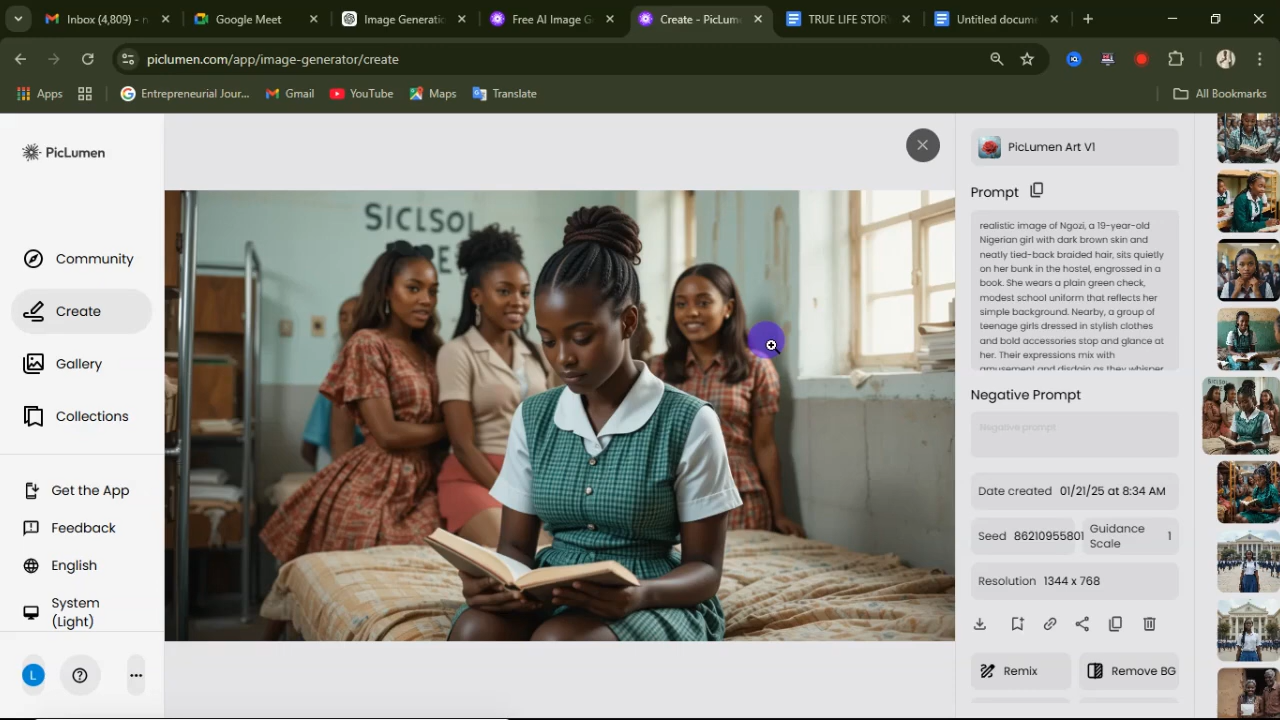 Inbox (4,809) - r
Google Meet
Image Generatio
Free AI Image G
Create - PicLum
TRUE LIFE STOR
Untitled docum
piclumen.com/app/image-generator/create
Apps
Entrepreneurial Jour...
Gmail
YouTube
Maps
Translate
All Bookmarks
PicLumen
Community
Create
Gallery
Collections
Get the App
Feedback
English
System
(Light)
L
SICLSOL
PicLumen Art V1
Prompt
realistic image of Ngozi, a 19-year-old
Nigerian girl with dark brown skin and
neatly tied-back braided hair, sits quietly
on her bunk in the hostel, engrossed in a
book. She wears a plain green check,
modest school uniform that reflects her
simple background. Nearby, a group of
teenage girls dressed in stylish clothes
and bold accessories stop and glance at
her. Their expressions mix with
amusement and disdain as they whisper
Negative Prompt
Negative prompt
Date created 01/21/25 at 8:34 AM
Seed 86210955801
Guidance
Scale 1
Resolution 1344 x 768
Remix
Remove BG